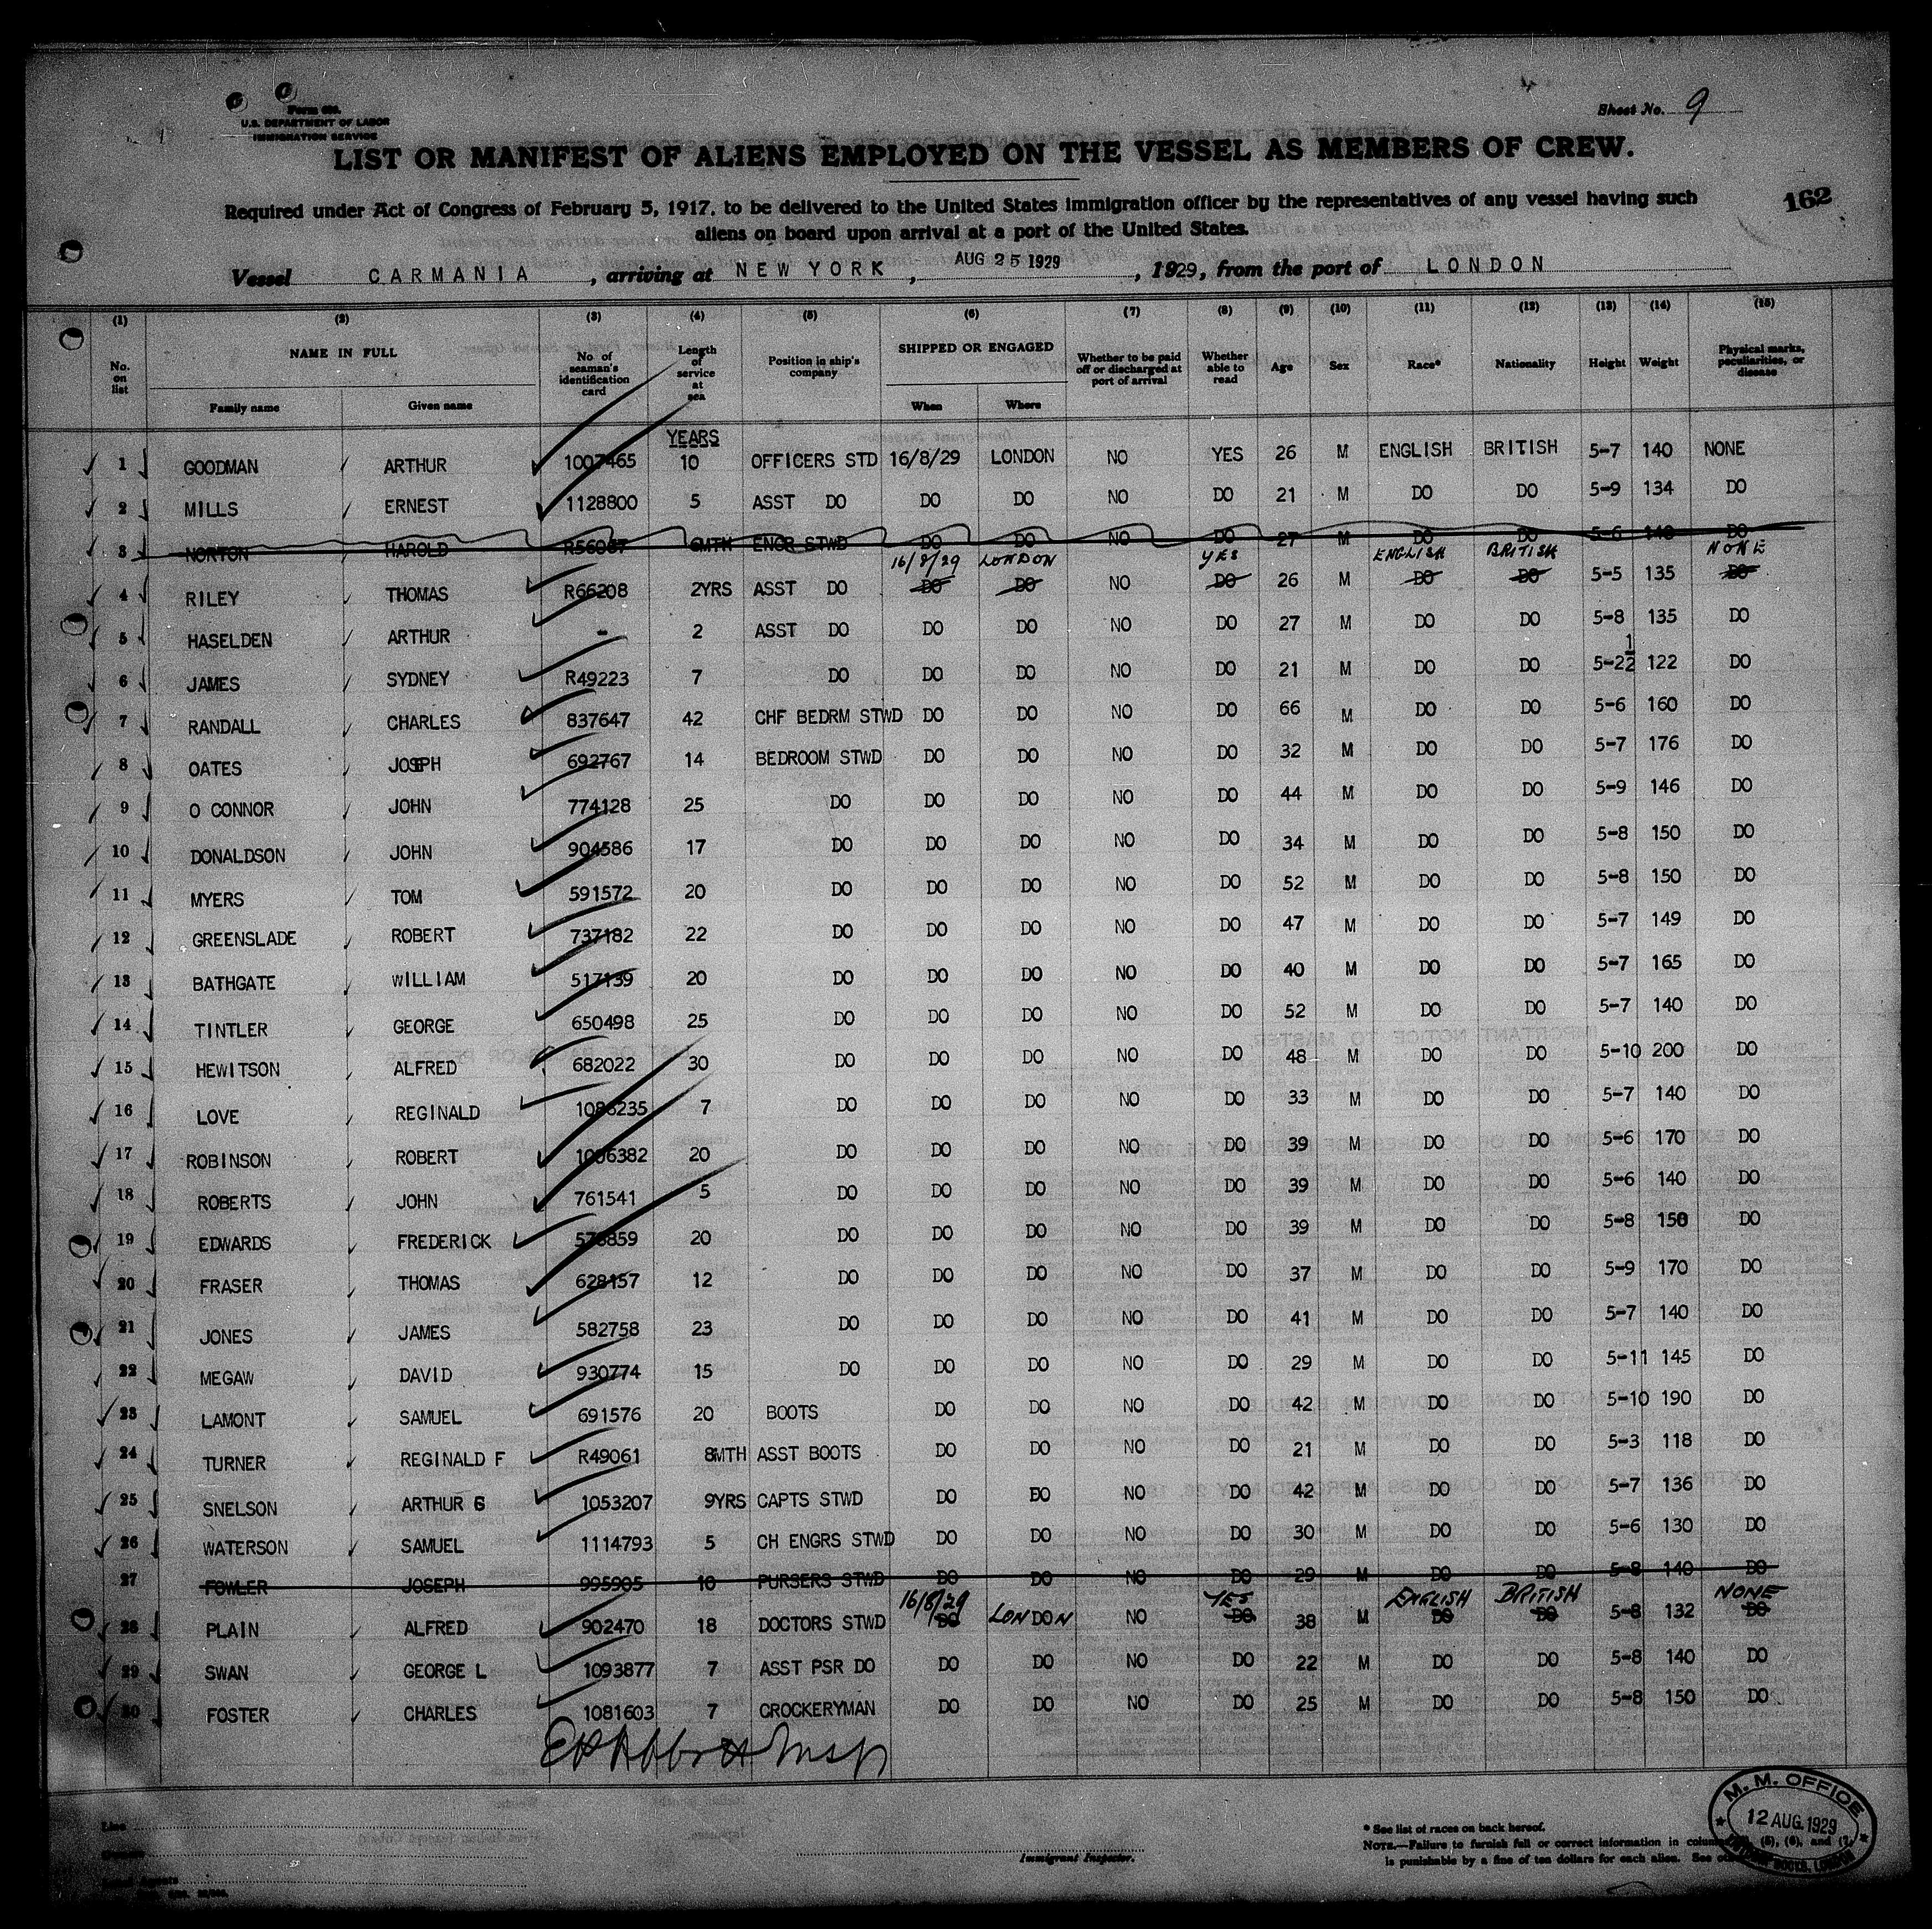 Form 680.
U.S. DEPARTMENT OF LABOR
IMMIGRATION SERVICE
Sheet No. 9
LIST OR MANIFEST OF ALIENS EMPLOYED ON THE VESSEL AS MEMBERS OF CREW.
Required under Act of Congress of February 5, 1917, to be delivered to the United States immigration officer by the representatives of any vessel having such
162
aliens on board upon arrival at a port of the United States.
Vessel CARMANIA, arriving at NEW YORK, AUG 25 1929, 1929, from the port of LONDON
(1) (2) (3) (4) (5) (6) (7) (8) (9) (10) (11) (12) (13) (14) (15)
No. on list NAME IN FULL Family name Given name No. of seaman's identification card Length of service at sea Position in ship's company SHIPPED OR ENGAGED When Where Whether to be paid off or discharged at port of arrival Whether able to read Age Sex Race* Nationality Height Weight Physical marks, peculiarities, or disease
YEARS
1 GOODMAN ARTHUR 1007465 10 OFFICERS STD 16/8/29 LONDON NO YES 26 M ENGLISH BRITISH 5-7 140 NONE
2 MILLS ERNEST 1128800 5 ASST DO DO DO NO DO 21 M DO DO 5-9 134 DO
3 NORTON HAROLD 6MTH ENGR STWD DO DO NO DO 27 M DO DO 5-6 140 DO
16/8/29 LONDON YES ENGLISH BRITISH NONE
4 RILEY THOMAS R66208 2YRS ASST DO DO DO NO DO 26 M DO DO 5-5 135 DO
5 HASELDEN ARTHUR - 2 ASST DO DO DO NO DO 27 M DO DO 5-8 135 DO
6 JAMES SYDNEY R49223 7 DO DO DO NO DO 21 M DO DO 5-2½ 122 DO
7 RANDALL CHARLES 837647 42 CHF BEDRM STWD DO DO NO DO 66 M DO DO 5-6 160 DO
8 OATES JOSEPH 692767 14 BEDROOM STWD DO DO NO DO 32 M DO DO 5-7 176 DO
9 O CONNOR JOHN 774128 25 DO DO DO NO DO 44 M DO DO 5-9 146 DO
10 DONALDSON JOHN 904586 17 DO DO DO NO DO 34 M DO DO 5-8 150 DO
11 MYERS TOM 591572 20 DO DO DO NO DO 52 M DO DO 5-8 150 DO
12 GREENSLADE ROBERT 737182 22 DO DO DO NO DO 47 M DO DO 5-7 149 DO
13 BATHGATE WILLIAM 517139 20 DO DO DO NO DO 40 M DO DO 5-7 165 DO
14 TINTLER GEORGE 650498 25 DO DO DO NO DO 52 M DO DO 5-7 140 DO
15 HEWITSON ALFRED 682022 30 DO DO DO NO DO 48 M DO DO 5-10 200 DO
16 LOVE REGINALD 1086235 7 DO DO DO NO DO 33 M DO DO 5-7 140 DO
17 ROBINSON ROBERT 1006382 20 DO DO DO NO DO 39 M DO DO 5-6 170 DO
18 ROBERTS JOHN 761541 5 DO DO DO NO DO 39 M DO DO 5-6 140 DO
19 EDWARDS FREDERICK 20 DO DO DO NO DO 39 M DO DO 5-8 150 DO
20 FRASER THOMAS 628157 12 DO DO DO NO DO 37 M DO DO 5-9 170 DO
21 JONES JAMES 582758 23 DO DO DO NO DO 41 M DO DO 5-7 140 DO
22 MEGAW DAVID 930774 15 DO DO DO NO DO 29 M DO DO 5-11 145 DO
23 LAMONT SAMUEL 691576 20 BOOTS DO DO NO DO 42 M DO DO 5-10 190 DO
24 TURNER REGINALD F R49061 8MTH ASST BOOTS DO DO NO DO 21 M DO DO 5-3 118 DO
25 SNELSON ARTHUR G 1053207 9YRS CAPTS STWD DO DO NO DO 42 M DO DO 5-7 136 DO
26 WATERSON SAMUEL 1114793 5 CH ENGRS STWD DO DO NO DO 30 M DO DO 5-6 130 DO
27 FOWLER JOSEPH 995905 10 PURSERS STWD DO DO NO DO 29 M DO DO 5-8 140 DO
16/8/29 YES ENGLISH BRITISH NONE
28 PLAIN ALFRED 902470 18 DOCTORS STWD DO LONDON NO DO 38 M DO DO 5-8 132 DO
29 SWAN GEORGE L 1093877 7 ASST PSR DO DO DO NO DO 22 M DO DO 5-8 140 DO
30 FOSTER CHARLES 1081603 7 CROCKERYMAN DO DO NO DO 25 M DO DO 5-8 150 DO
Line
Immigrant Inspector.
* See list of races on back hereof.
NOTE.—Failure to furnish full or correct information in columns (5), (6), and (7)
is punishable by a fine of ten dollars for each alien. See
M. M. OFFICE
12 AUG. 1929
DOCKS, LONDON